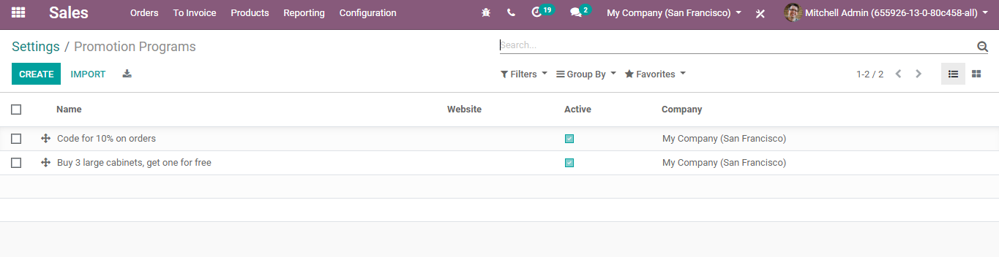 Sales Orders To Invoice Products Reporting Configuration 19 2 My Company (San Francisco) Mitchell Admin (655926-13-0-80c458-all)
Settings / Promotion Programs Search...
CREATE IMPORT Filters Group By Favorites 1-2 / 2
Name Website Active Company
Code for 10% on orders My Company (San Francisco)
Buy 3 large cabinets, get one for free My Company (San Francisco)